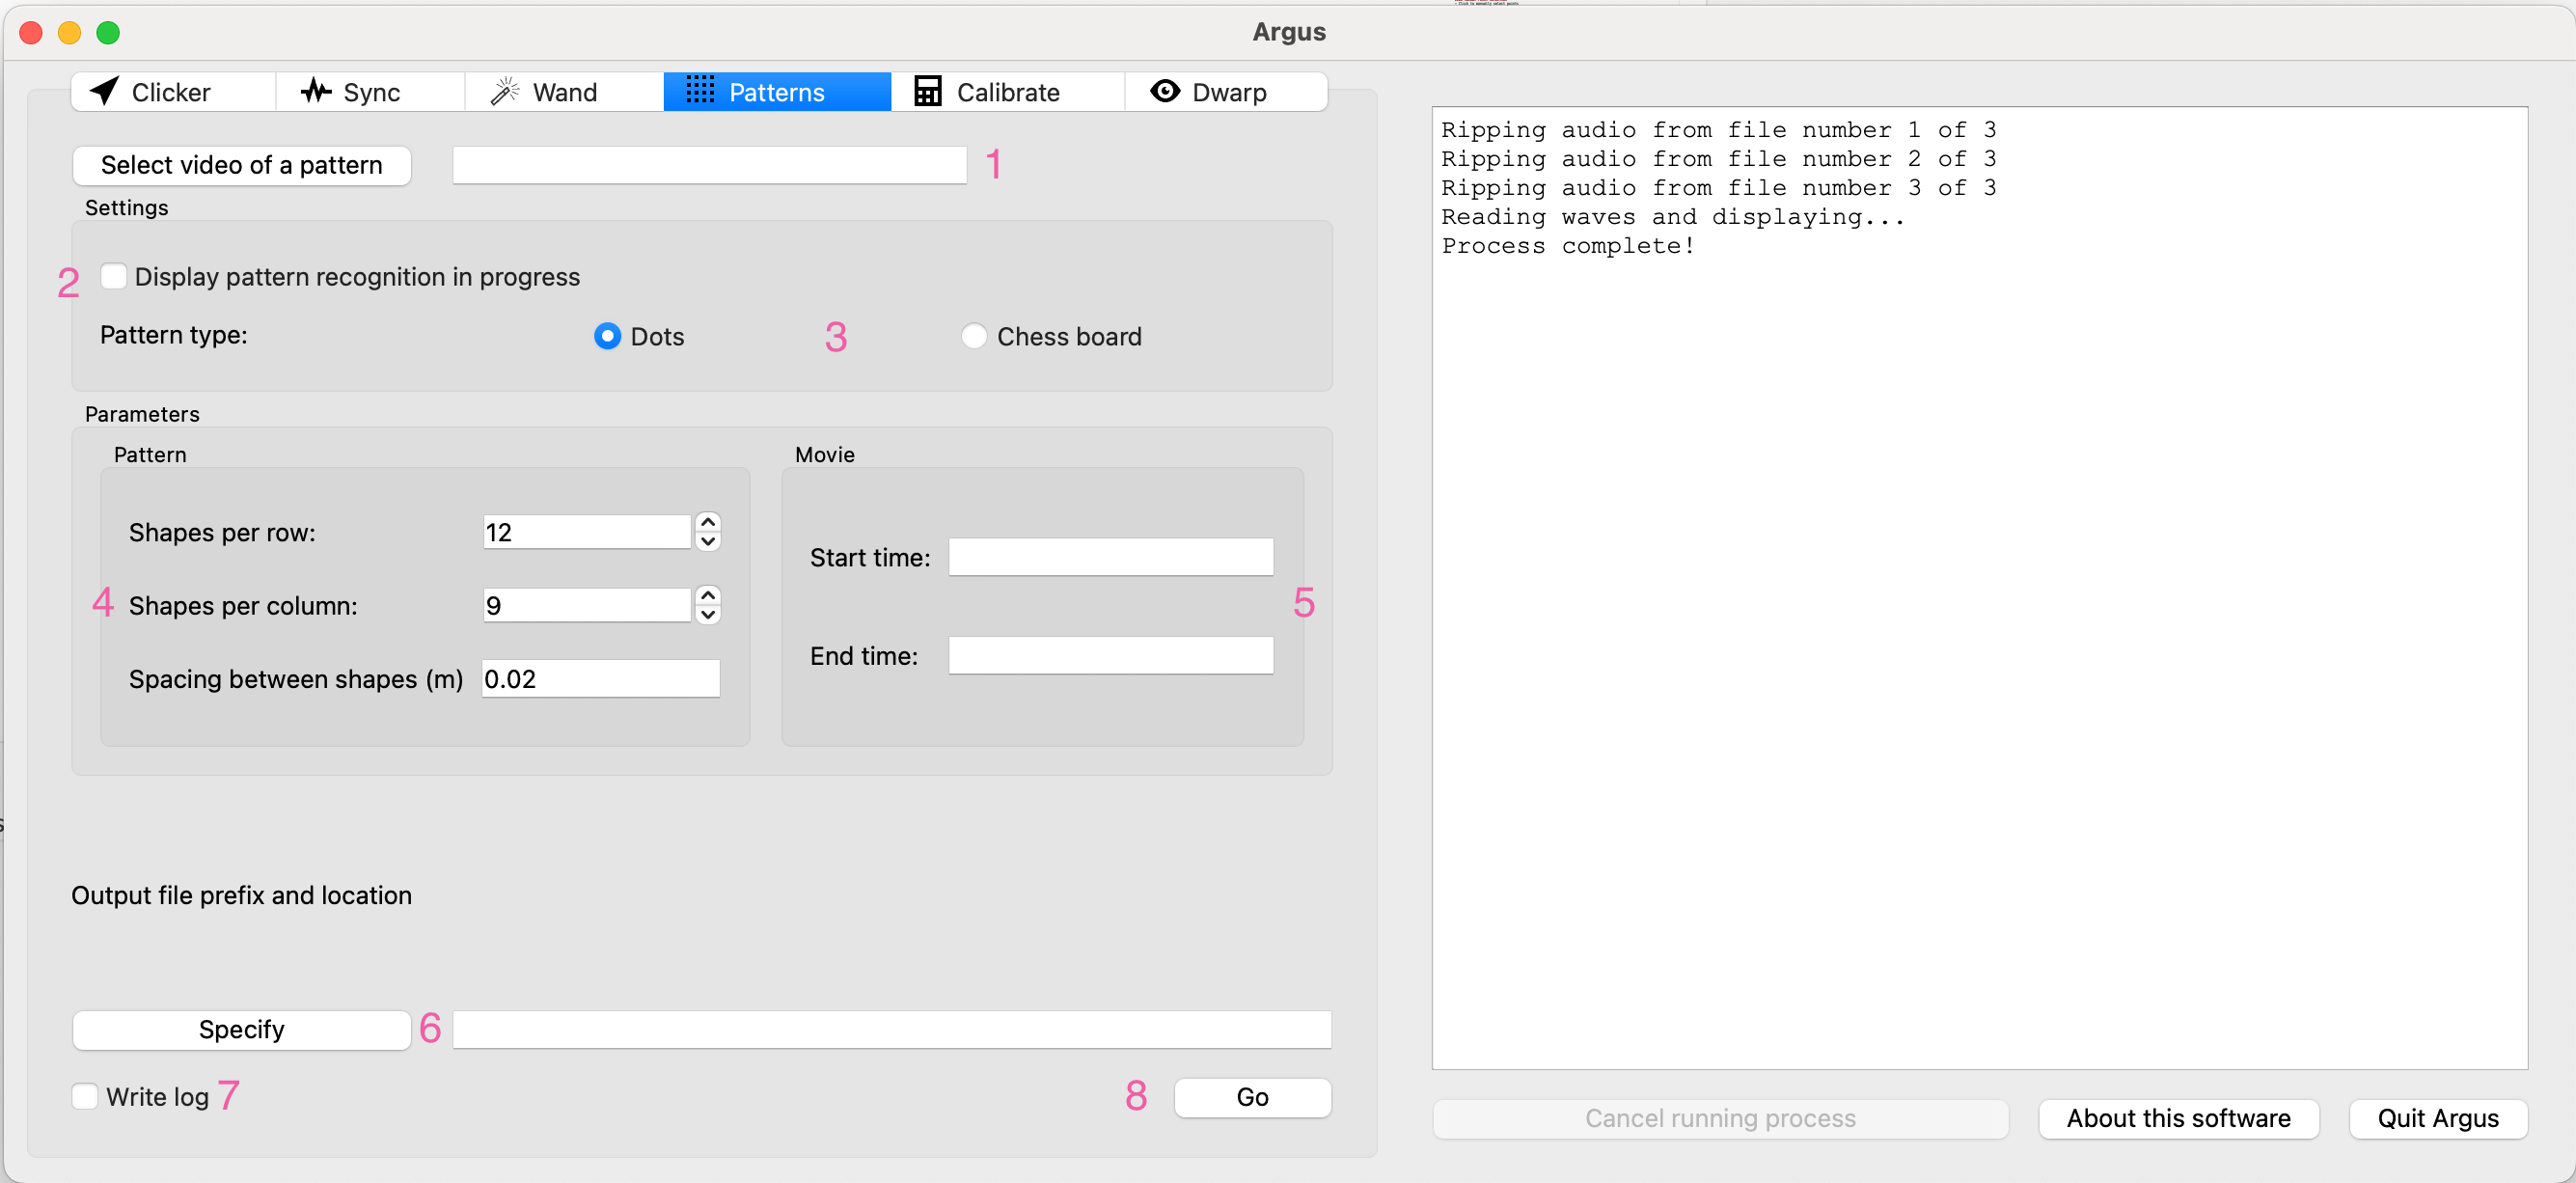 Argus
Clicker Sync Wand Patterns Calibrate Dwarp
Select video of a pattern 1
Settings
2 Display pattern recognition in progress
Pattern type: Dots 3 Chess board
Parameters
Pattern
Shapes per row: 12
4 Shapes per column: 9
Spacing between shapes (m) 0.02
Movie
Start time:
5
End time:
Output file prefix and location
Specify 6
Write log 7
8 Go
Ripping audio from file number 1 of 3
Ripping audio from file number 2 of 3
Ripping audio from file number 3 of 3
Reading waves and displaying...
Process complete!
Cancel running process About this software Quit Argus